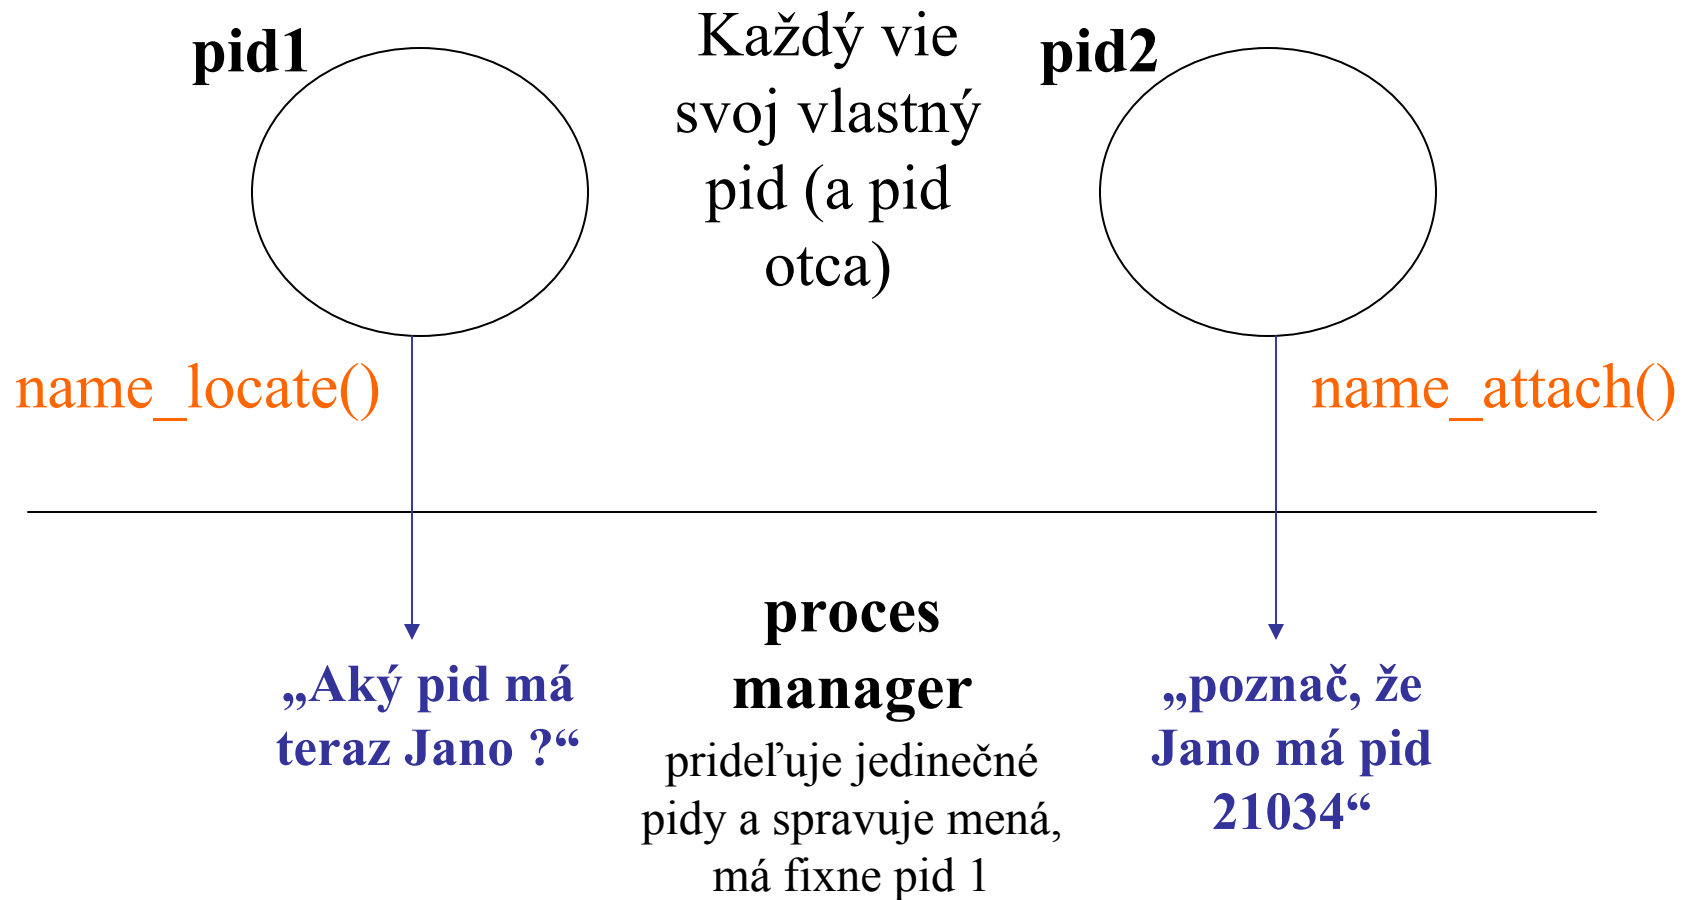 pid1
Každý vie
svoj vlastný
pid (a pid
otca)
pid2
name_locate()
name_attach()
„Aký pid má
teraz Jano ?“
proces
manager
prideľuje jedinečné
pidy a spravuje mená,
má fixne pid 1
„poznač, že
Jano má pid
21034“